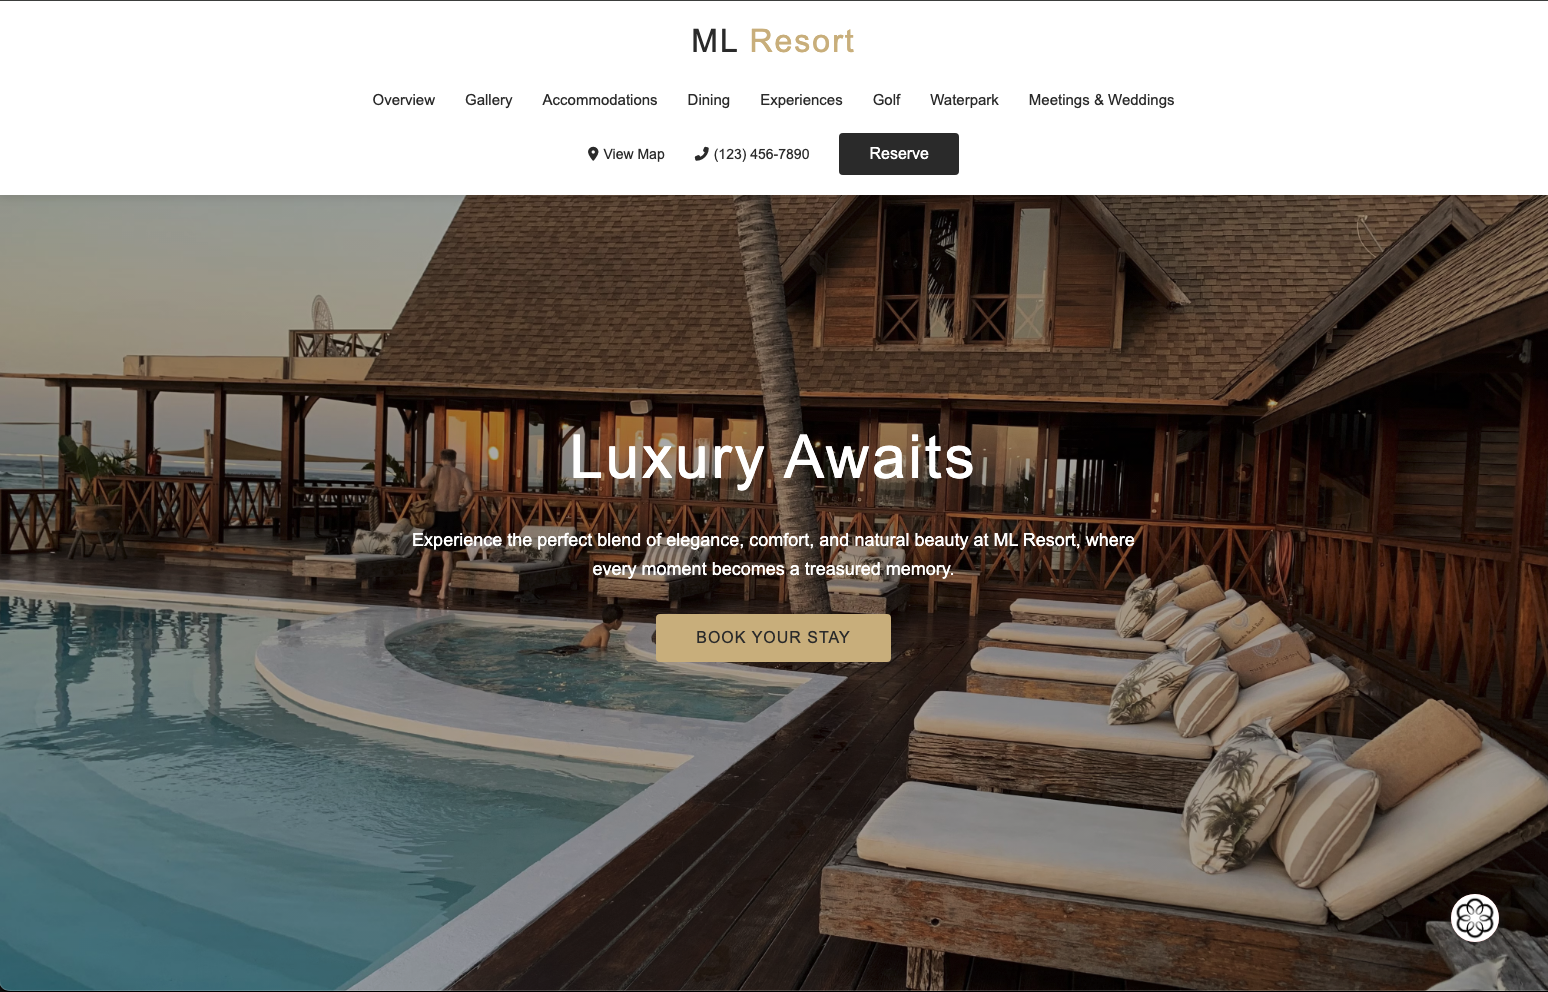 ML Resort
Overview Gallery Accommodations Dining Experiences Golf Waterpark Meetings & Weddings
View Map (123) 456-7890 Reserve
Luxury Awaits
Experience the perfect blend of elegance, comfort, and natural beauty at ML Resort, where
every moment becomes a treasured memory.
BOOK YOUR STAY